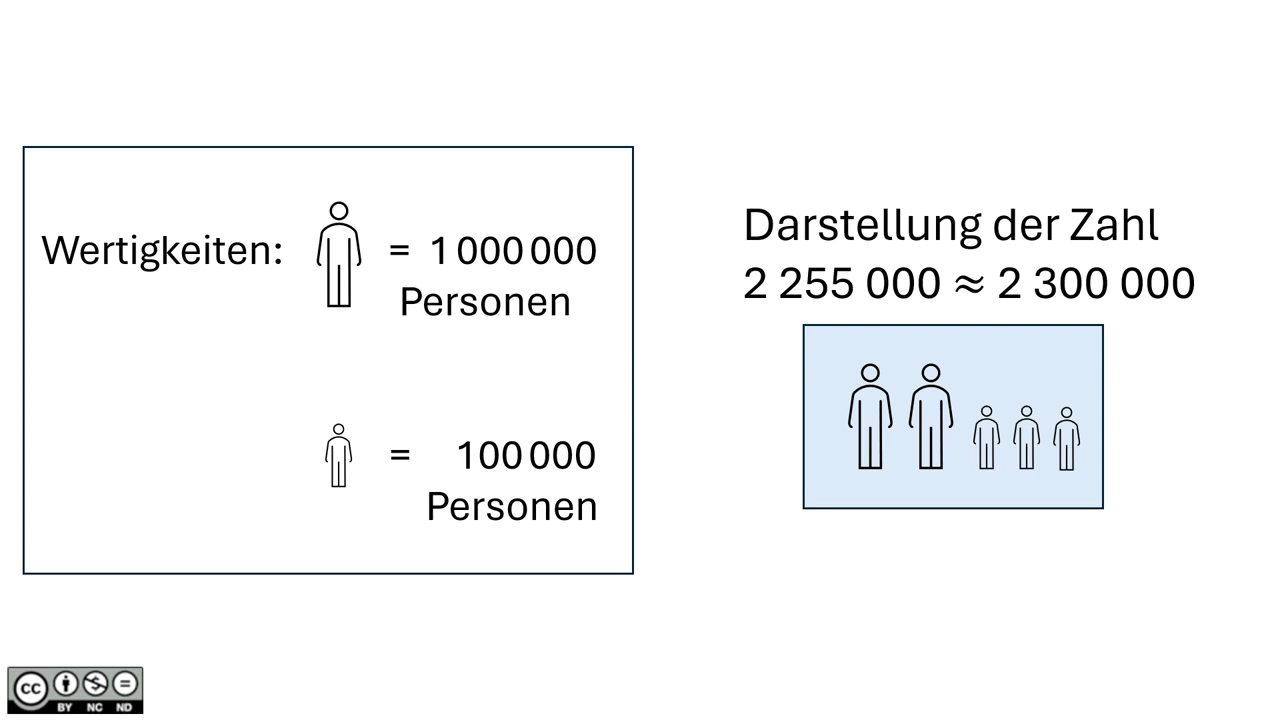 Wertigkeiten:
= 1 000 000
Personen
= 100 000
Personen
Darstellung der Zahl
2 255 000 ≈ 2 300 000
cc
BY NC ND